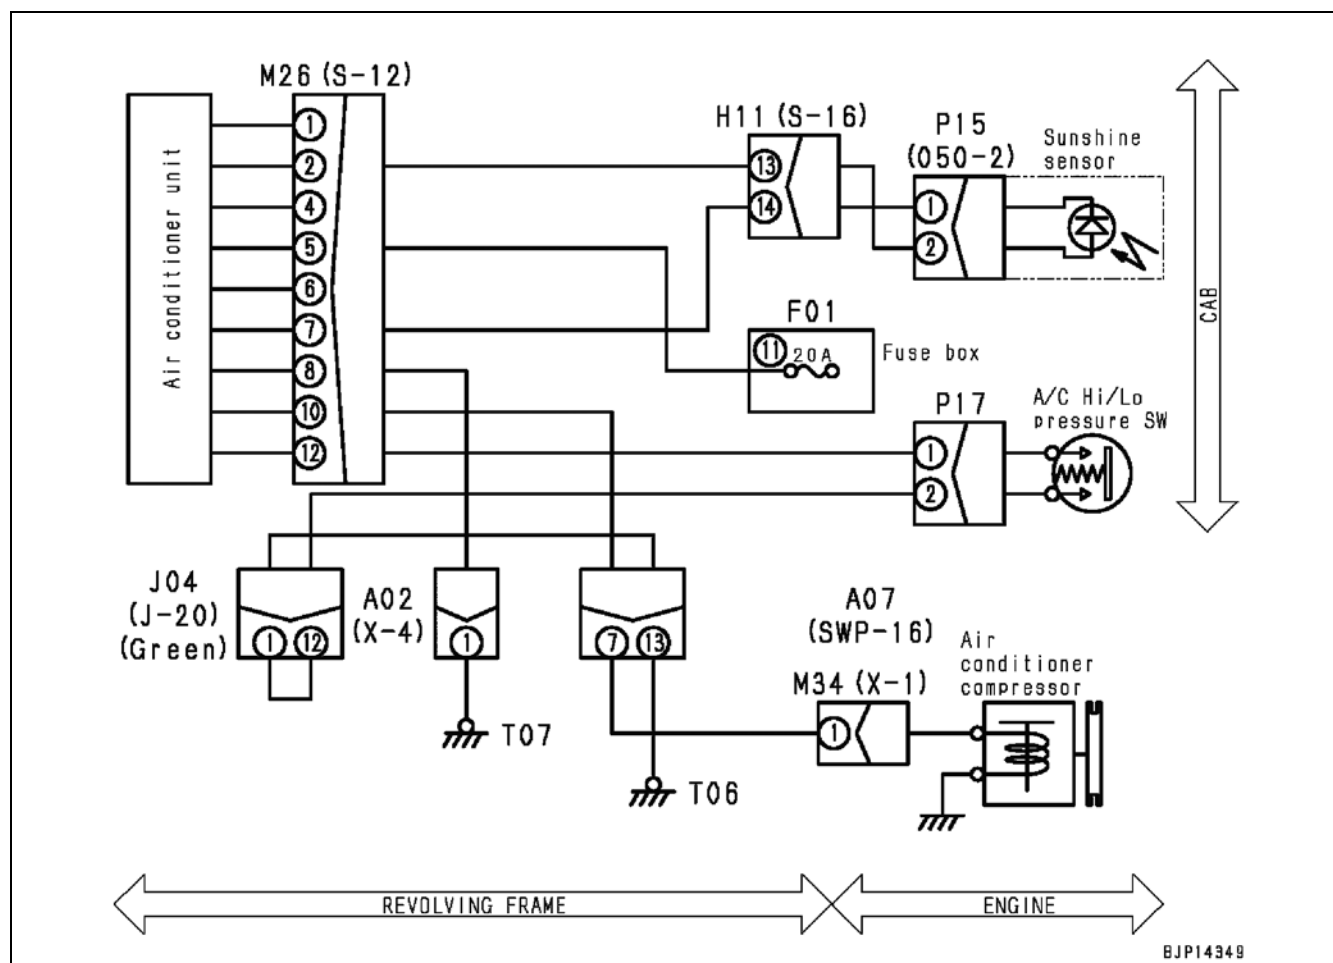 M26 (S-12)
Air conditioner unit
1
2
4
5
6
7
8
10
12
H11 (S-16)
13
14
P15
(050-2)
1
2
Sunshine
sensor
F01
11
20A
Fuse box
P17
1
2
A/C Hi/Lo
pressure SW
CAB
J04
(J-20)
(Green)
1
12
A02
(X-4)
1
T07
7
13
T06
A07
(SWP-16)
M34 (X-1)
1
Air
conditioner
compressor
REVOLVING FRAME
ENGINE
BJP14349